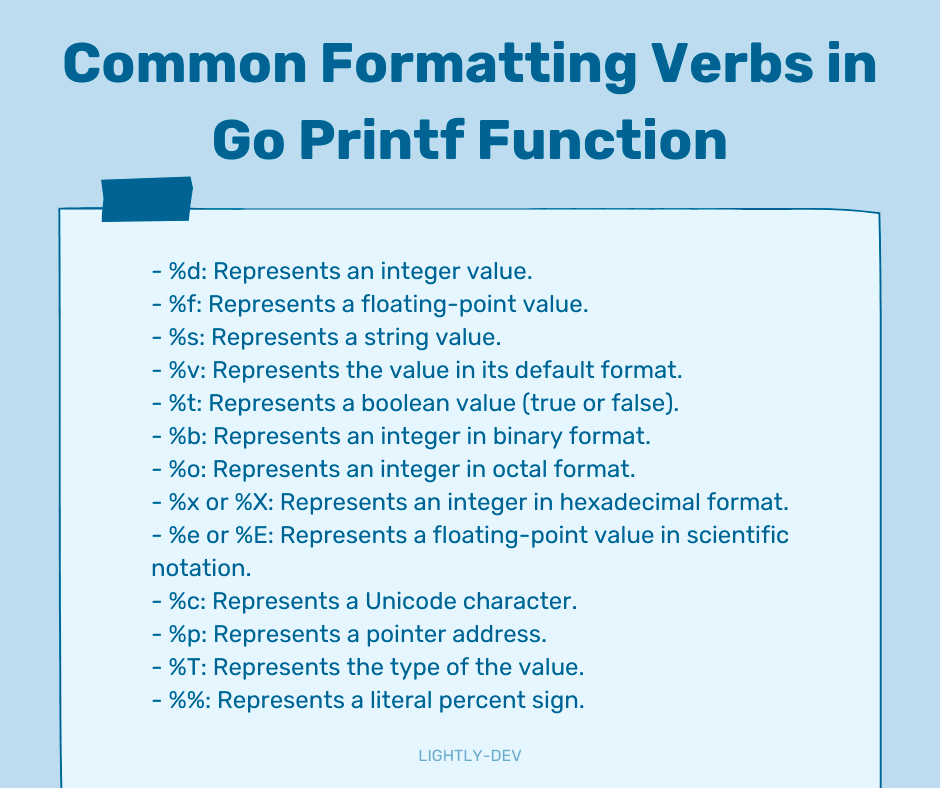 Common Formatting Verbs in
Go Printf Function
- %d: Represents an integer value.
- %f: Represents a floating-point value.
- %s: Represents a string value.
- %v: Represents the value in its default format.
- %t: Represents a boolean value (true or false).
- %b: Represents an integer in binary format.
- %o: Represents an integer in octal format.
- %x or %X: Represents an integer in hexadecimal format.
- %e or %E: Represents a floating-point value in scientific
notation.
- %c: Represents a Unicode character.
- %p: Represents a pointer address.
- %T: Represents the type of the value.
- %%: Represents a literal percent sign.
LIGHTLY-DEV